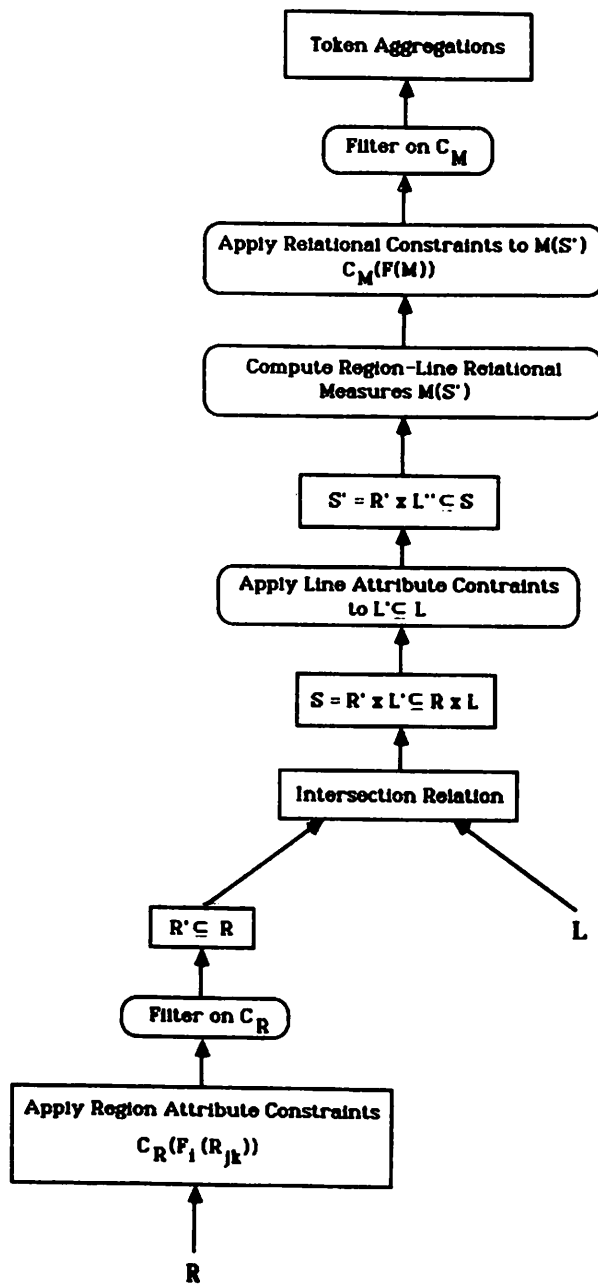 Token Aggregations
Filter on C_M
Apply Relational Constraints to M(S')
C_M(F(M))
Compute Region-Line Relational
Measures M(S')
S' = R' x L'' ⊆ S
Apply Line Attribute Contraints
to L' ⊆ L
S = R' x L' ⊆ R x L
Intersection Relation
R' ⊆ R
L
Filter on C_R
Apply Region Attribute Constraints
C_R(F_i(R_jk))
R